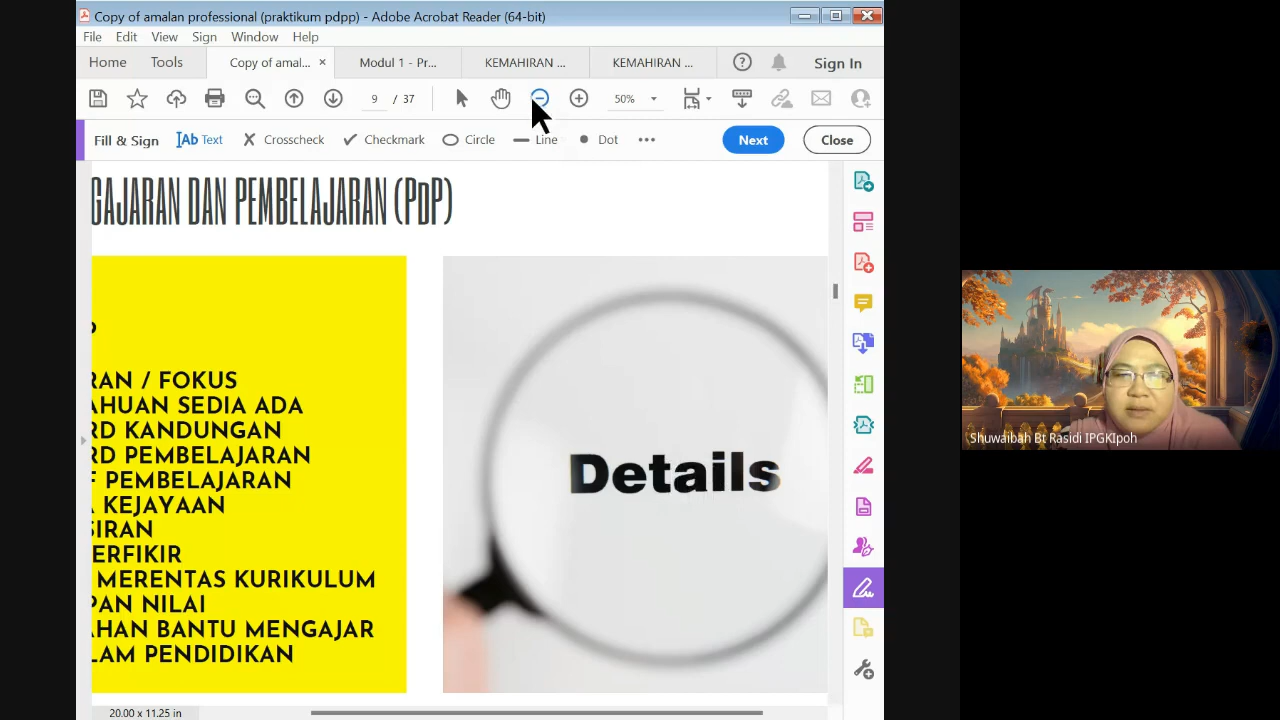 Copy of amalan professional (praktikum pdpp) - Adobe Acrobat Reader (64-bit)
File Edit View Sign Window Help
Home Tools Copy of amal... × Modul 1 - Pr... KEMAHIRAN ... KEMAHIRAN ... Sign In
9 / 37 50%
Fill & Sign Ab Text Crosscheck Checkmark Circle Line Dot ••• Next Close
GAJARAN DAN PEMBELAJARAN (PDP)
RAN / FOKUS
AHUAN SEDIA ADA
RD KANDUNGAN
RD PEMBELAJARAN
F PEMBELAJARAN
A KEJAYAAN
SIRAN
ERFIKIR
MERENTAS KURIKULUM
PAN NILAI
AHAN BANTU MENGAJAR
LAM PENDIDIKAN
Details
Shuwaibah Bt Rasidi IPGKIpoh
20.00 x 11.25 in